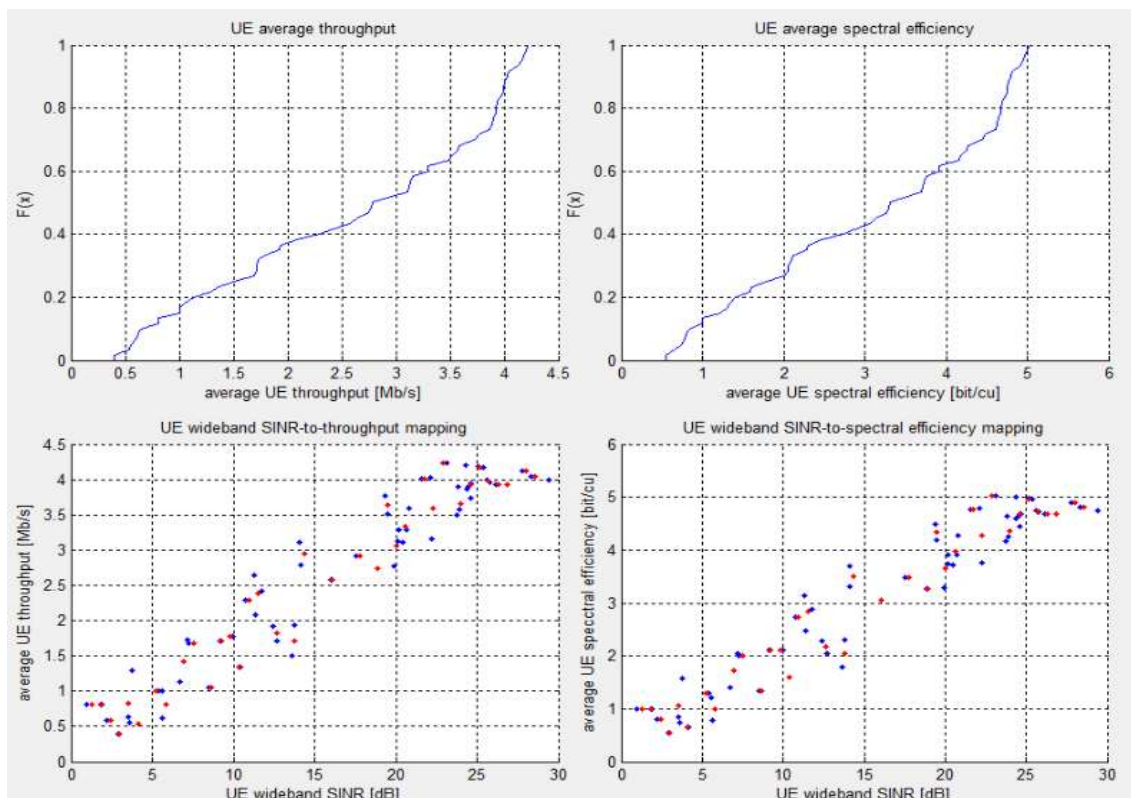 UE average throughput
F(x)
1
0.8
0.6
0.4
0.2
0
0 0.5 1 1.5 2 2.5 3 3.5 4 4.5
average UE throughput [Mb/s]
UE average spectral efficiency
F(x)
1
0.8
0.6
0.4
0.2
0
0 1 2 3 4 5 6
average UE spectral efficiency [bit/cu]
UE wideband SINR-to-throughput mapping
average UE throughput [Mb/s]
4.5
4
3.5
3
2.5
2
1.5
1
0.5
0
0 5 10 15 20 25 30
UE wideband SINR [dB]
UE wideband SINR-to-spectral efficiency mapping
average UE specctral efficiency [bit/cu]
6
5
4
3
2
1
0
0 5 10 15 20 25 30
UE wideband SINR [dB]